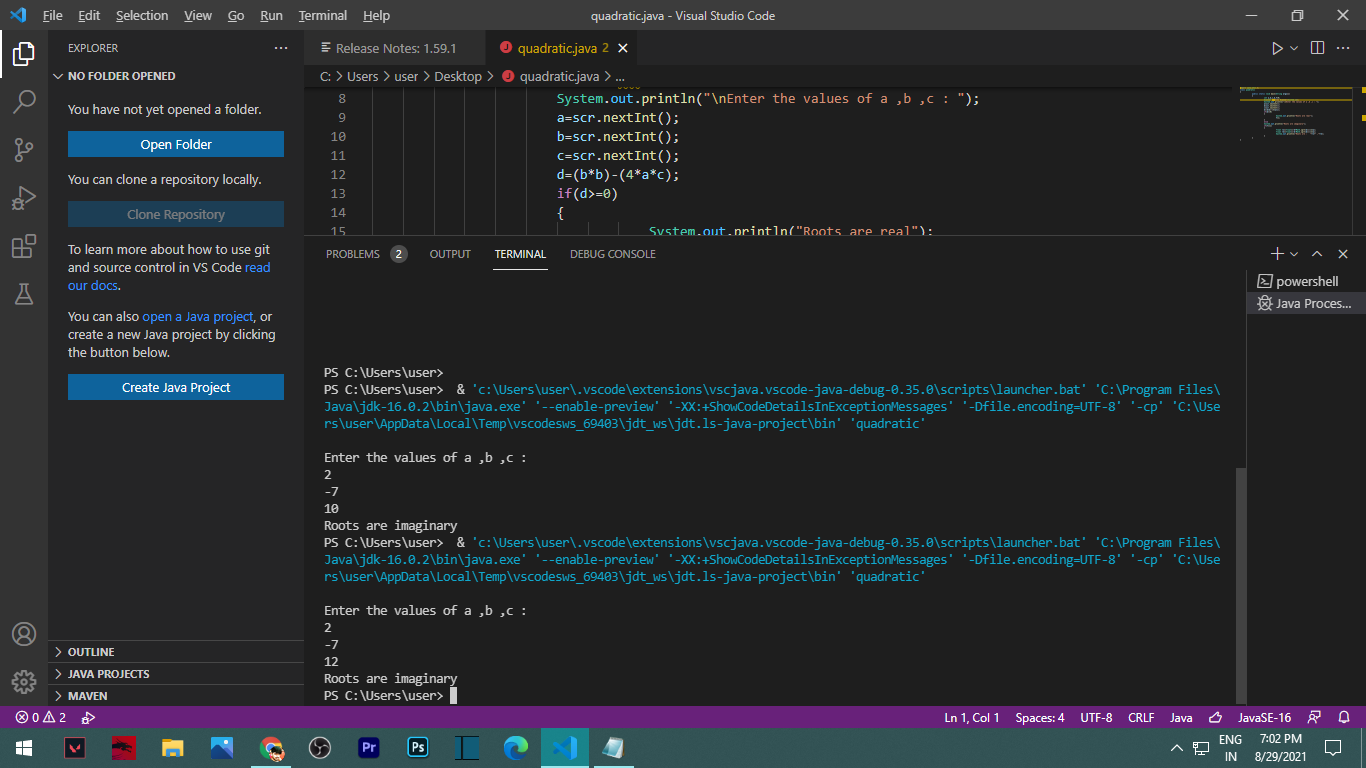 File Edit Selection View Go Run Terminal Help
quadratic.java - Visual Studio Code
EXPLORER
NO FOLDER OPENED
You have not yet opened a folder.
Open Folder
You can clone a repository locally.
Clone Repository
To learn more about how to use git
and source control in VS Code read
our docs.
You can also open a Java project, or
create a new Java project by clicking
the button below.
Create Java Project
OUTLINE
JAVA PROJECTS
MAVEN
Release Notes: 1.59.1
quadratic.java 2
C: > Users > user > Desktop > quadratic.java > ...
8 System.out.println("\nEnter the values of a ,b ,c : ");
9 a=scr.nextInt();
10 b=scr.nextInt();
11 c=scr.nextInt();
12 d=(b*b)-(4*a*c);
13 if(d>=0)
14 {
15 System.out.println("Roots are real");
PROBLEMS 2 OUTPUT TERMINAL DEBUG CONSOLE
powershell
Java Proces...
PS C:\Users\user>
PS C:\Users\user>  & 'c:\Users\user\.vscode\extensions\vscjava.vscode-java-debug-0.35.0\scripts\launcher.bat' 'C:\Program Files\
Java\jdk-16.0.2\bin\java.exe' '--enable-preview' '-XX:+ShowCodeDetailsInExceptionMessages' '-Dfile.encoding=UTF-8' '-cp' 'C:\Use
rs\user\AppData\Local\Temp\vscodesws_69403\jdt_ws\jdt.ls-java-project\bin' 'quadratic'
Enter the values of a ,b ,c :
2
-7
10
Roots are imaginary
PS C:\Users\user>  & 'c:\Users\user\.vscode\extensions\vscjava.vscode-java-debug-0.35.0\scripts\launcher.bat' 'C:\Program Files\
Java\jdk-16.0.2\bin\java.exe' '--enable-preview' '-XX:+ShowCodeDetailsInExceptionMessages' '-Dfile.encoding=UTF-8' '-cp' 'C:\Use
rs\user\AppData\Local\Temp\vscodesws_69403\jdt_ws\jdt.ls-java-project\bin' 'quadratic'
Enter the values of a ,b ,c :
2
-7
12
Roots are imaginary
PS C:\Users\user>
0 2
Ln 1, Col 1 Spaces: 4 UTF-8 CRLF Java JavaSE-16
Pr Ps
ENG
IN
7:02 PM
8/29/2021